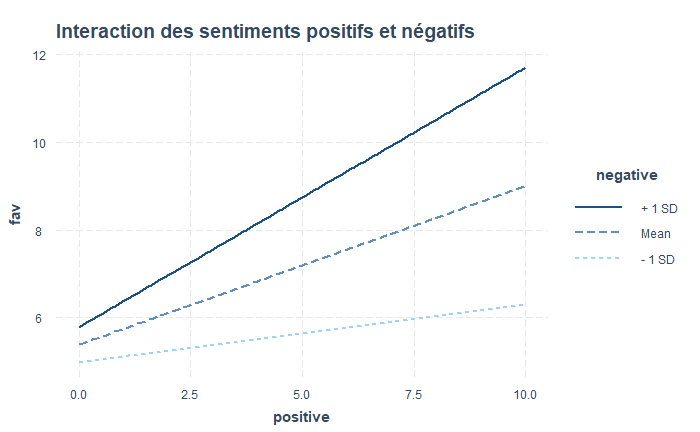 Interaction des sentiments positifs et négatifs
12
10
8
6
fav
0.0 2.5 5.0 7.5 10.0
positive
negative
+ 1 SD
Mean
- 1 SD